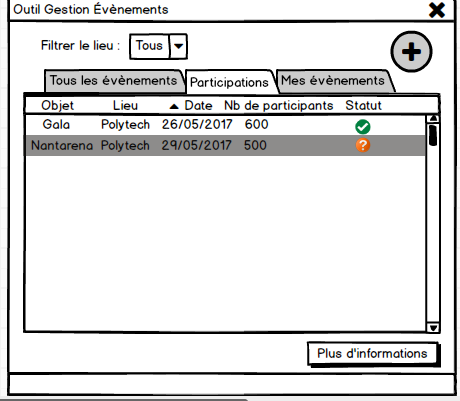 Outil Gestion Évènements
Filtrer le lieu : Tous
Tous les évènements Participations Mes évènements
Objet Lieu Date Nb de participants Statut
Gala Polytech 26/05/2017 600
Nantarena Polytech 29/05/2017 500 ?
Plus d'informations